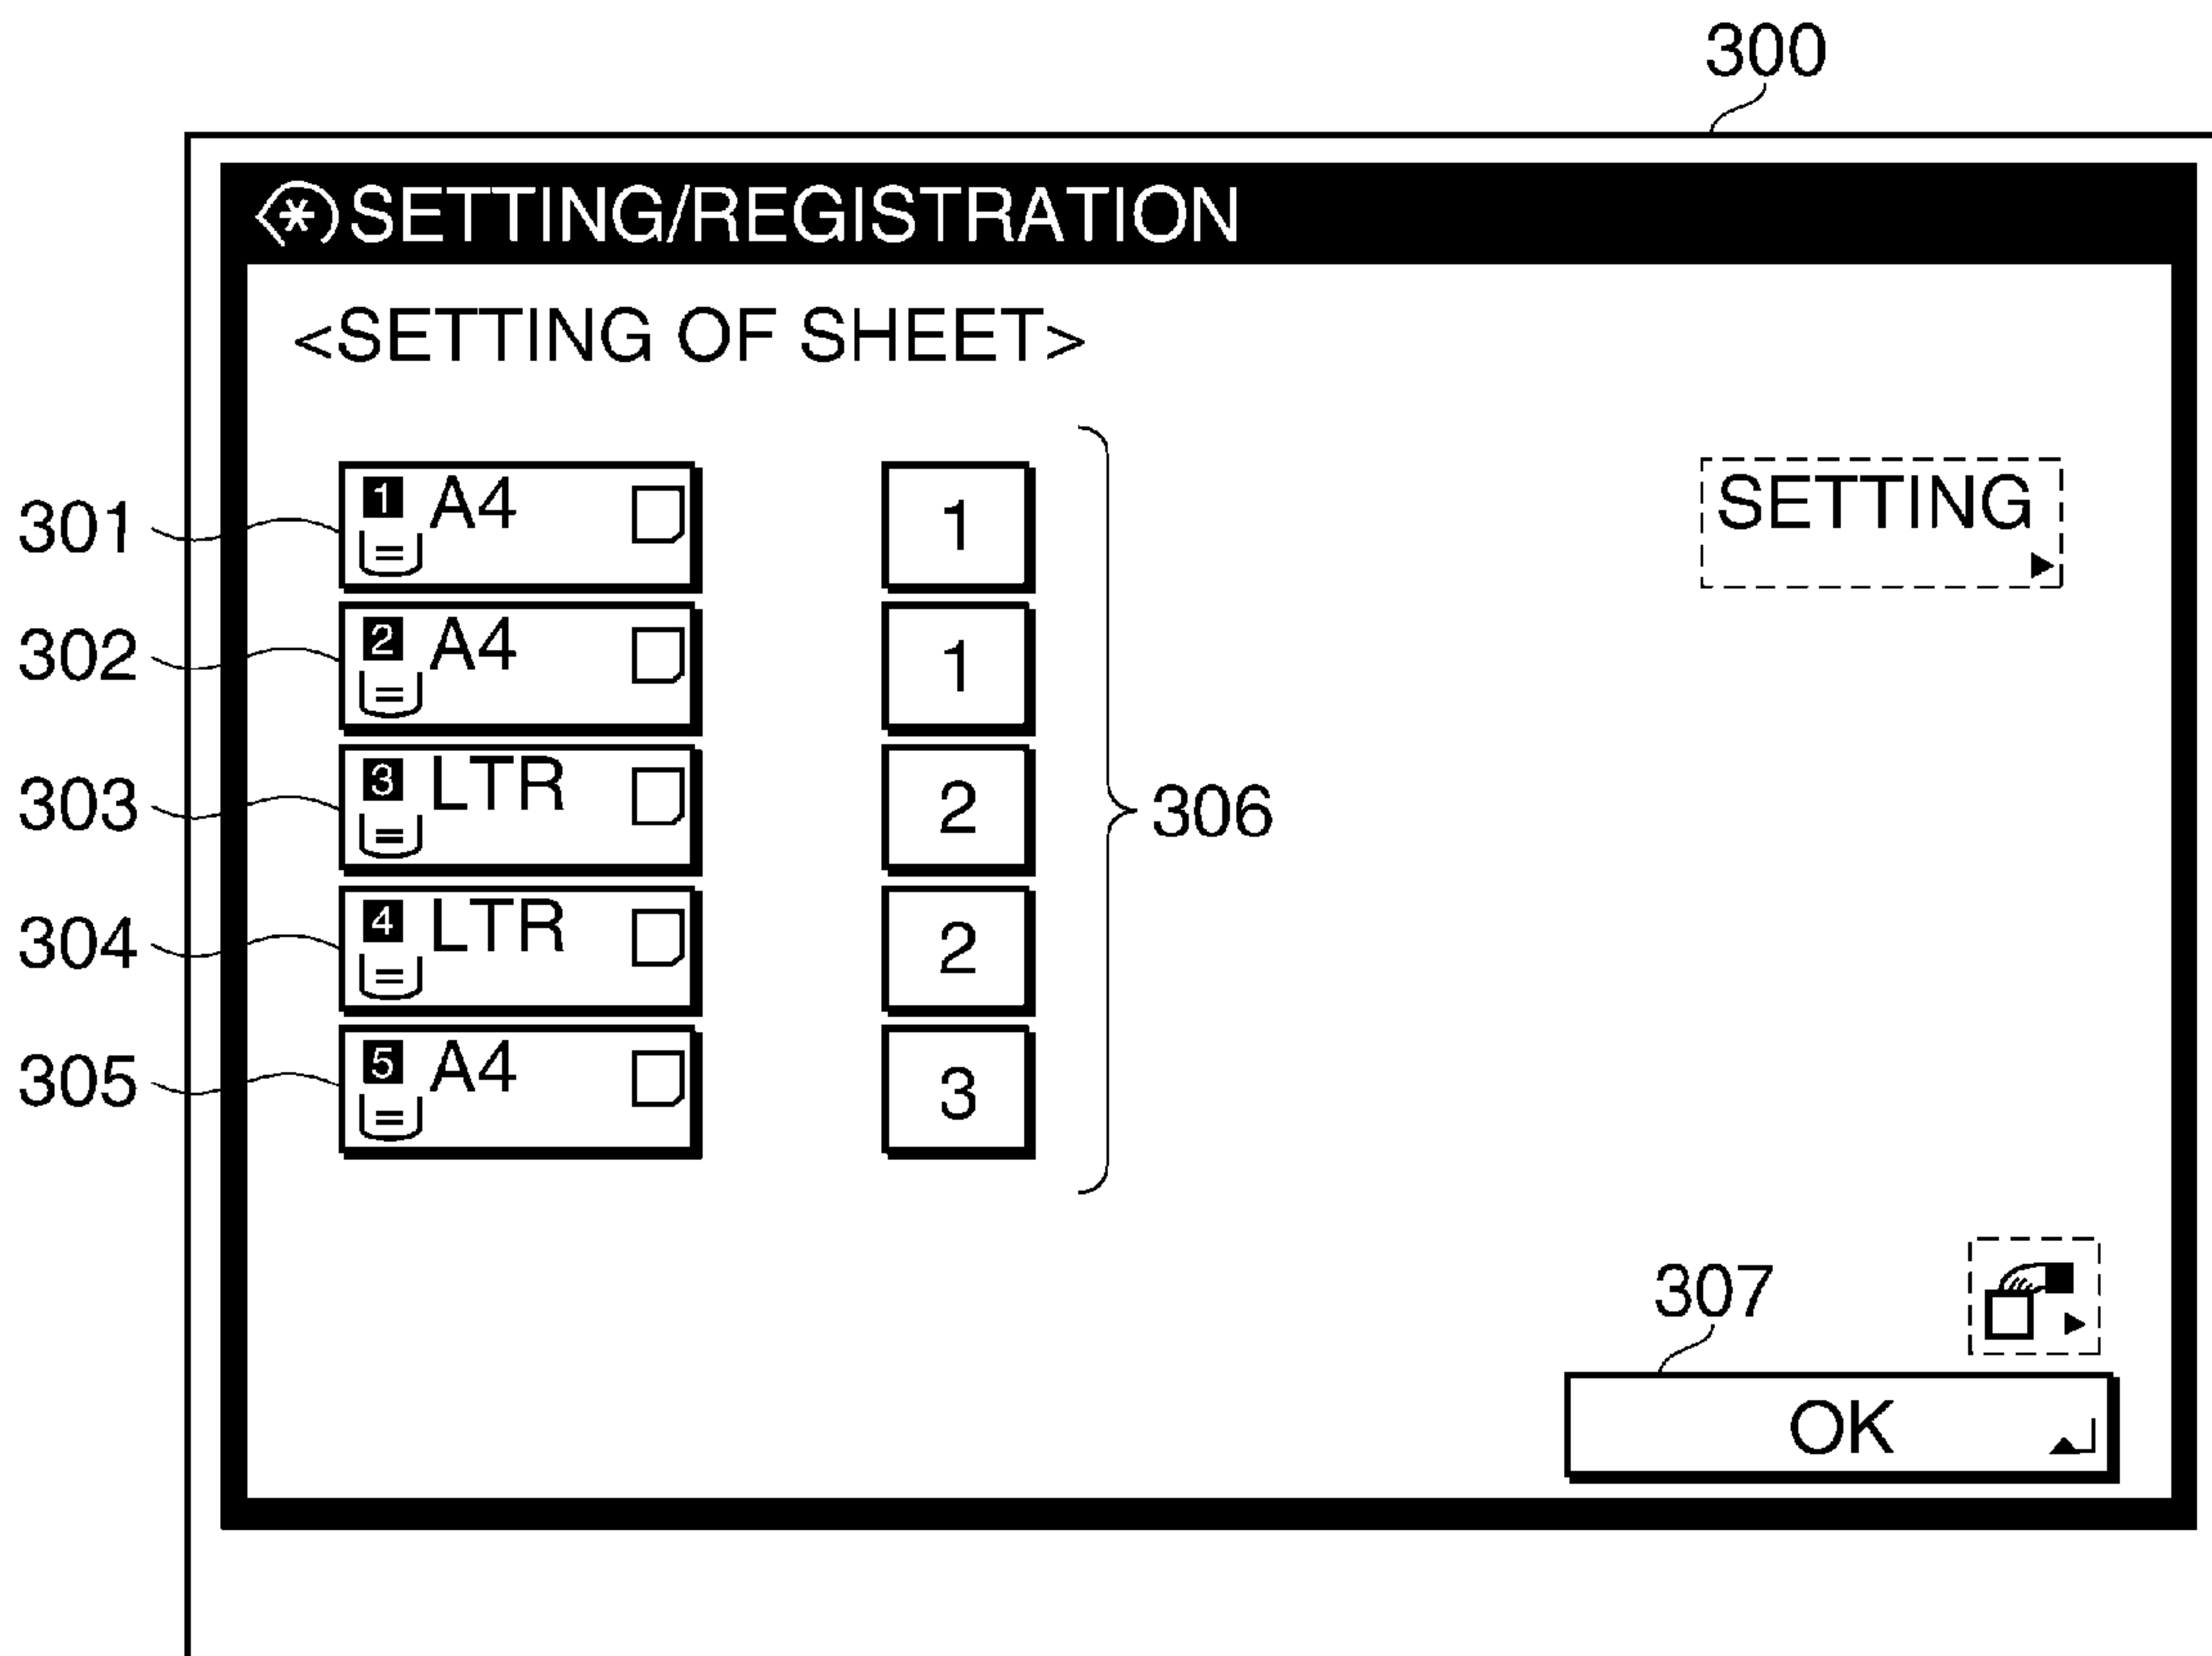 300
SETTING/REGISTRATION
<SETTING OF SHEET>
301 1 A4 1 SETTING
302 2 A4 1
303 3 LTR 2 306
304 4 LTR 2
305 5 A4 3
307
OK